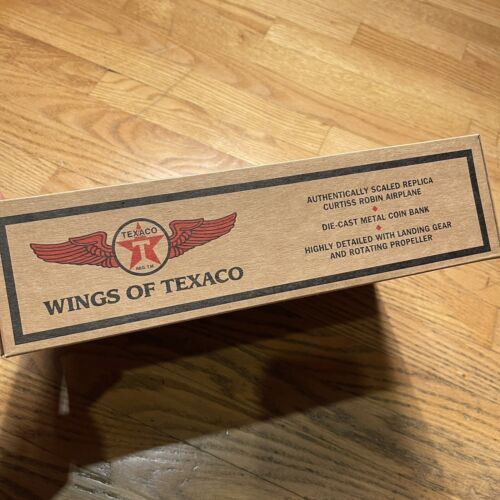 TEXACO
T
REG. T.M.
WINGS OF TEXACO
AUTHENTICALLY SCALED REPLICA
CURTISS ROBIN AIRPLANE
DIE-CAST METAL COIN BANK
HIGHLY DETAILED WITH LANDING GEAR
AND ROTATING PROPELLER